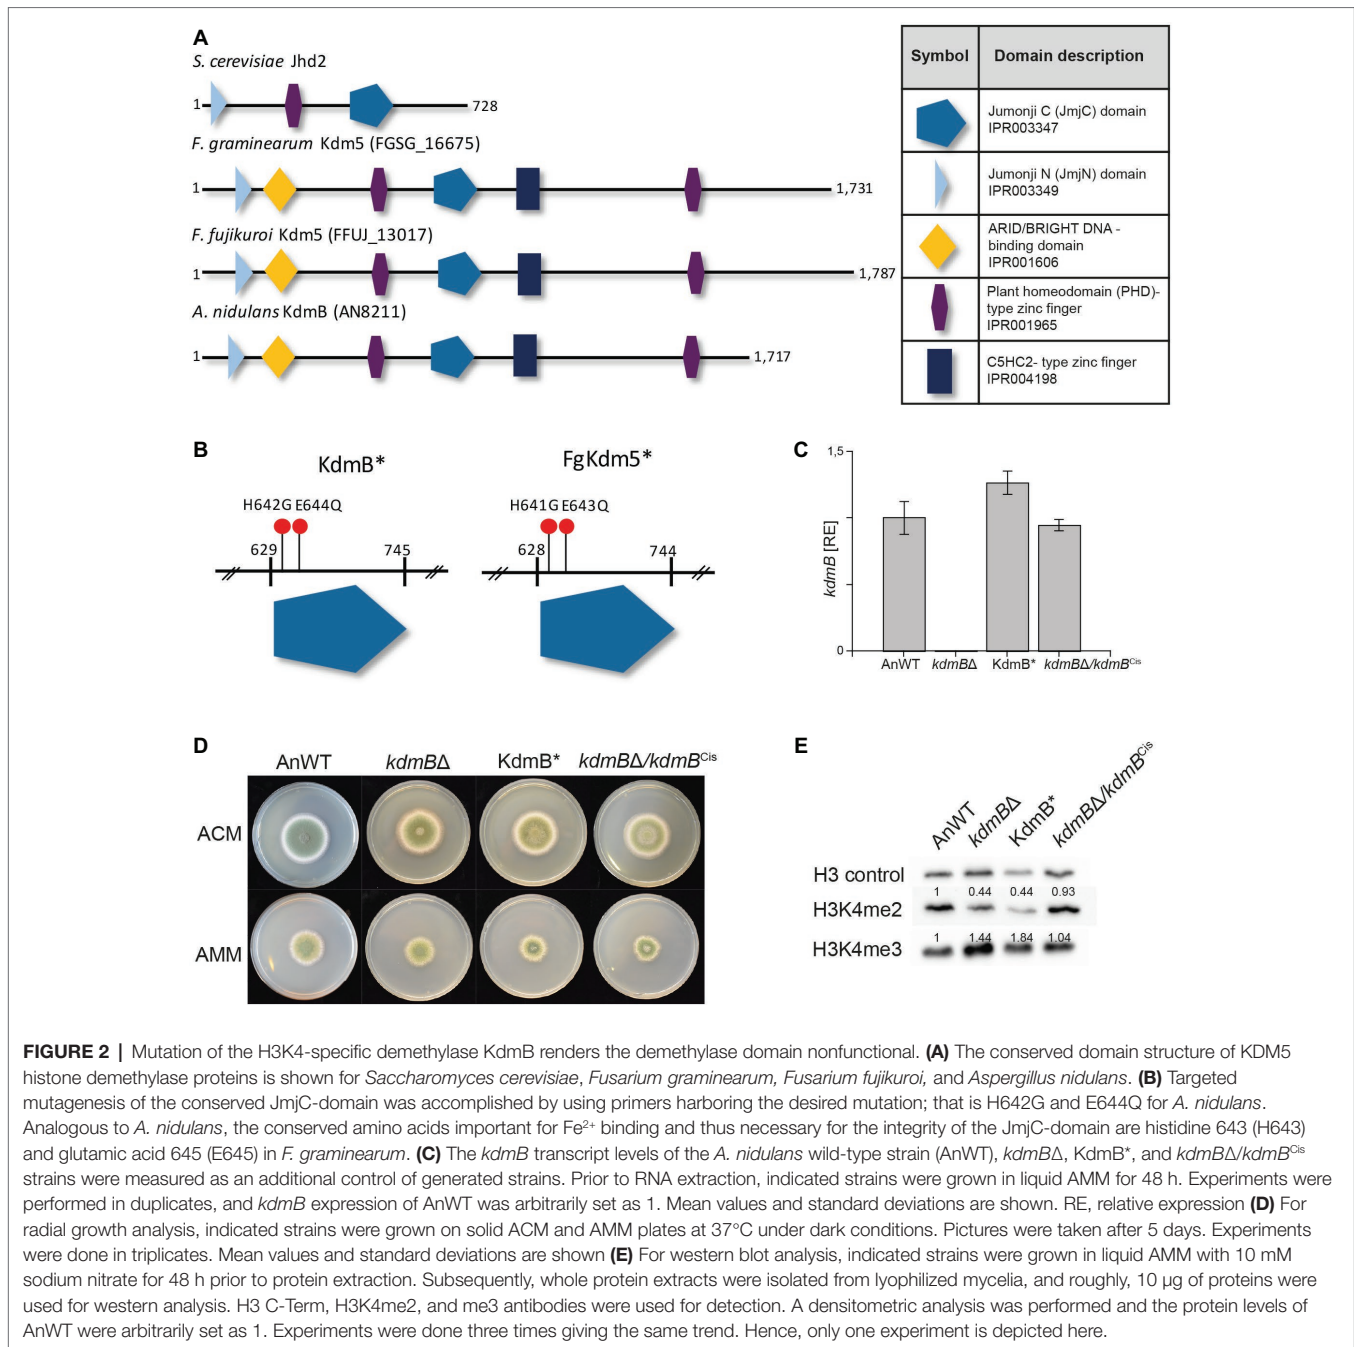 A
S. cerevisiae Jhd2
1
728
F. graminearum Kdm5 (FGSG_16675)
1
1,731
F. fujikuroi Kdm5 (FFUJ_13017)
1
1,787
A. nidulans KdmB (AN8211)
1
1,717
Symbol Domain description
Jumonji C (JmjC) domain
IPR003347
Jumonji N (JmjN) domain
IPR003349
ARID/BRIGHT DNA -
binding domain
IPR001606
Plant homeodomain (PHD)-
type zinc finger
IPR001965
C5HC2- type zinc finger
IPR004198
B
KdmB*
H642G E644Q
629 745
FgKdm5*
H641G E643Q
628 744
C
1,5
kdmB [RE]
0
AnWT kdmBΔ KdmB* kdmBΔ/kdmBCis
D
AnWT kdmBΔ KdmB* kdmBΔ/kdmBCis
ACM
AMM
E
AnWT kdmBΔ KdmB* kdmBΔ/kdmBCis
H3 control
1 0.44 0.44 0.93
H3K4me2
1 1.44 1.84 1.04
H3K4me3
FIGURE 2 | Mutation of the H3K4-specific demethylase KdmB renders the demethylase domain nonfunctional. (A) The conserved domain structure of KDM5
histone demethylase proteins is shown for Saccharomyces cerevisiae, Fusarium graminearum, Fusarium fujikuroi, and Aspergillus nidulans. (B) Targeted
mutagenesis of the conserved JmjC-domain was accomplished by using primers harboring the desired mutation; that is H642G and E644Q for A. nidulans.
Analogous to A. nidulans, the conserved amino acids important for Fe2+ binding and thus necessary for the integrity of the JmjC-domain are histidine 643 (H643)
and glutamic acid 645 (E645) in F. graminearum. (C) The kdmB transcript levels of the A. nidulans wild-type strain (AnWT), kdmBΔ, KdmB*, and kdmBΔ/kdmBCis
strains were measured as an additional control of generated strains. Prior to RNA extraction, indicated strains were grown in liquid AMM for 48 h. Experiments were
performed in duplicates, and kdmB expression of AnWT was arbitrarily set as 1. Mean values and standard deviations are shown. RE, relative expression (D) For
radial growth analysis, indicated strains were grown on solid ACM and AMM plates at 37°C under dark conditions. Pictures were taken after 5 days. Experiments
were done in triplicates. Mean values and standard deviations are shown (E) For western blot analysis, indicated strains were grown in liquid AMM with 10 mM
sodium nitrate for 48 h prior to protein extraction. Subsequently, whole protein extracts were isolated from lyophilized mycelia, and roughly, 10 µg of proteins were
used for western analysis. H3 C-Term, H3K4me2, and me3 antibodies were used for detection. A densitometric analysis was performed and the protein levels of
AnWT were arbitrarily set as 1. Experiments were done three times giving the same trend. Hence, only one experiment is depicted here.